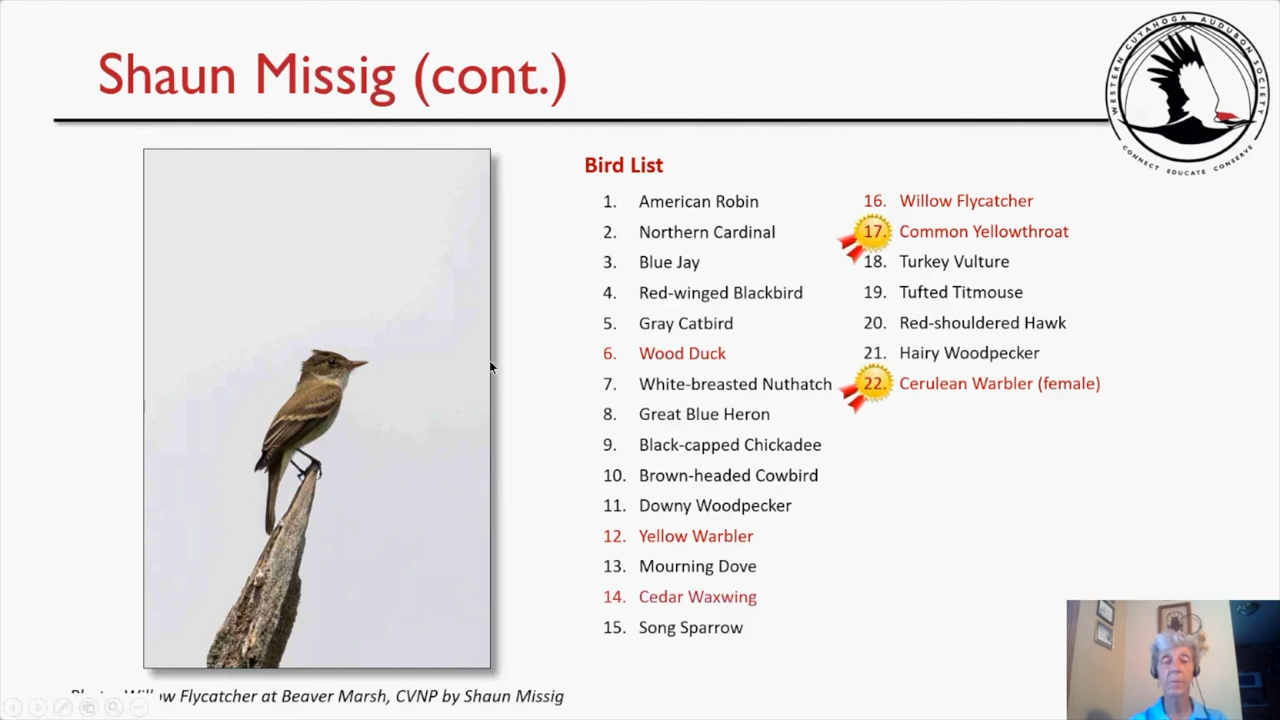 Shaun Missig (cont.)
WESTERN CUYAHOGA AUDUBON SOCIETY
CONNECT EDUCATE CONSERVE
Bird List
1. American Robin
2. Northern Cardinal
3. Blue Jay
4. Red-winged Blackbird
5. Gray Catbird
6. Wood Duck
7. White-breasted Nuthatch
8. Great Blue Heron
9. Black-capped Chickadee
10. Brown-headed Cowbird
11. Downy Woodpecker
12. Yellow Warbler
13. Mourning Dove
14. Cedar Waxwing
15. Song Sparrow
16. Willow Flycatcher
17. Common Yellowthroat
18. Turkey Vulture
19. Tufted Titmouse
20. Red-shouldered Hawk
21. Hairy Woodpecker
22. Cerulean Warbler (female)
Flycatcher at Beaver Marsh, CVNP by Shaun Missig